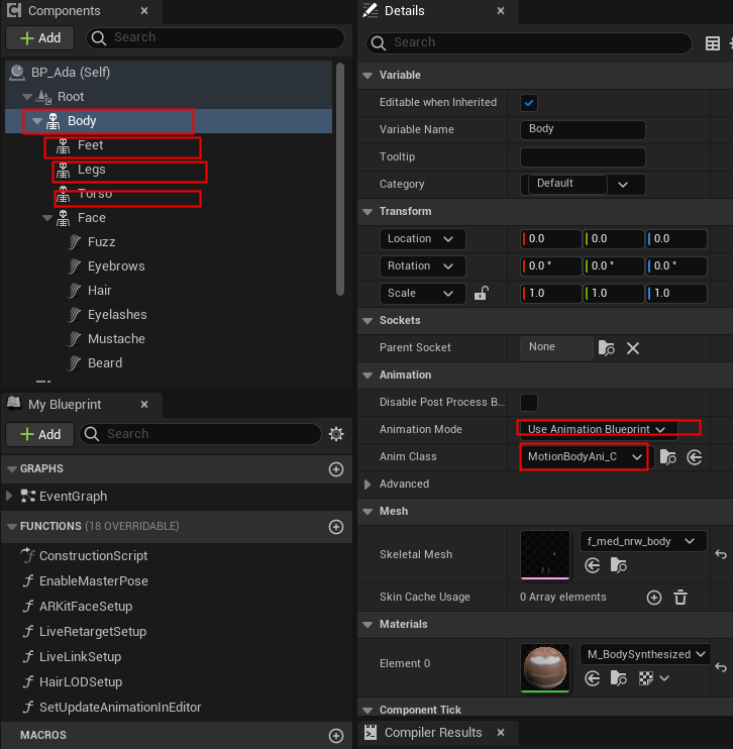 Components
Add
Search
BP_Ada (Self)
Root
Body
Feet
Legs
Torso
Face
Fuzz
Eyebrows
Hair
Eyelashes
Mustache
Beard
My Blueprint
Add
Search
GRAPHS
EventGraph
FUNCTIONS (18 OVERRIDABLE)
ConstructionScript
EnableMasterPose
ARKitFaceSetup
LiveRetargetSetup
LiveLinkSetup
HairLODSetup
SetUpdateAnimationInEditor
MACROS
Details
Search
Variable
Editable when Inherited
Variable Name Body
Tooltip
Category Default
Transform
Location 0.0 0.0 0.0
Rotation 0.0 ° 0.0 ° 0.0 °
Scale 1.0 1.0 1.0
Sockets
Parent Socket None
Animation
Disable Post Process B...
Animation Mode Use Animation Blueprint
Anim Class MotionBodyAni_C
Advanced
Mesh
Skeletal Mesh f_med_nrw_body
Skin Cache Usage 0 Array elements
Materials
Element 0 M_BodySynthesized
Component Tick
Compiler Results